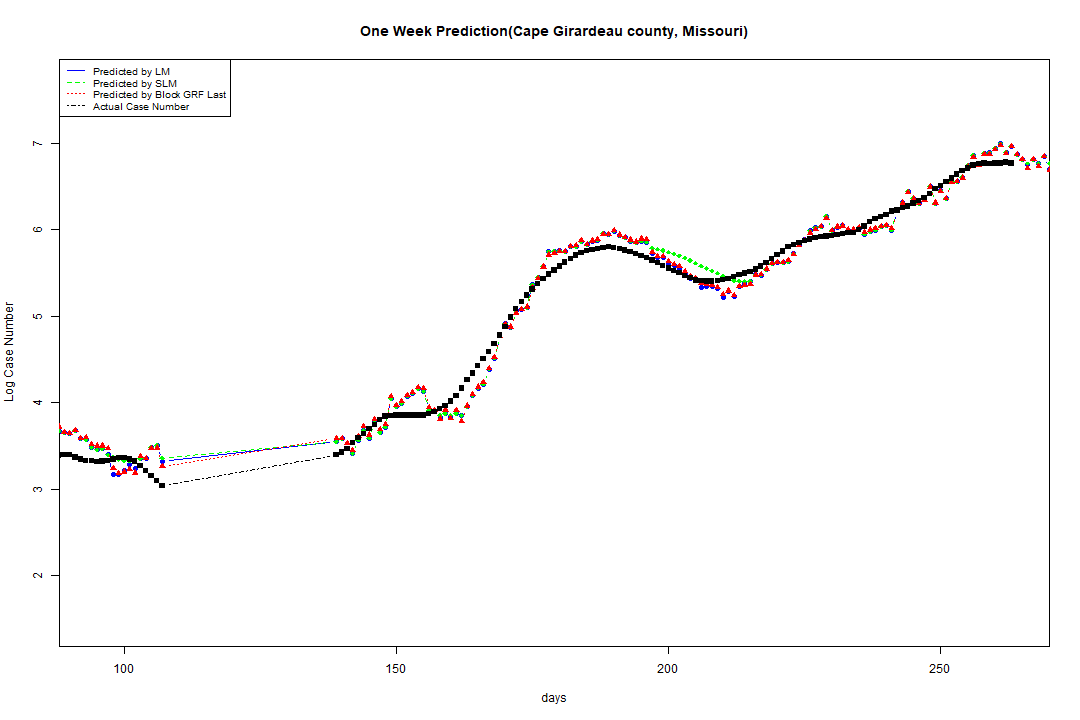 One Week Prediction(Cape Girardeau county, Missouri)
Predicted by LM
Predicted by SLM
Predicted by Block GRF Last
Actual Case Number
7
6
5
4
3
2
Log Case Number
100 150 200 250
days